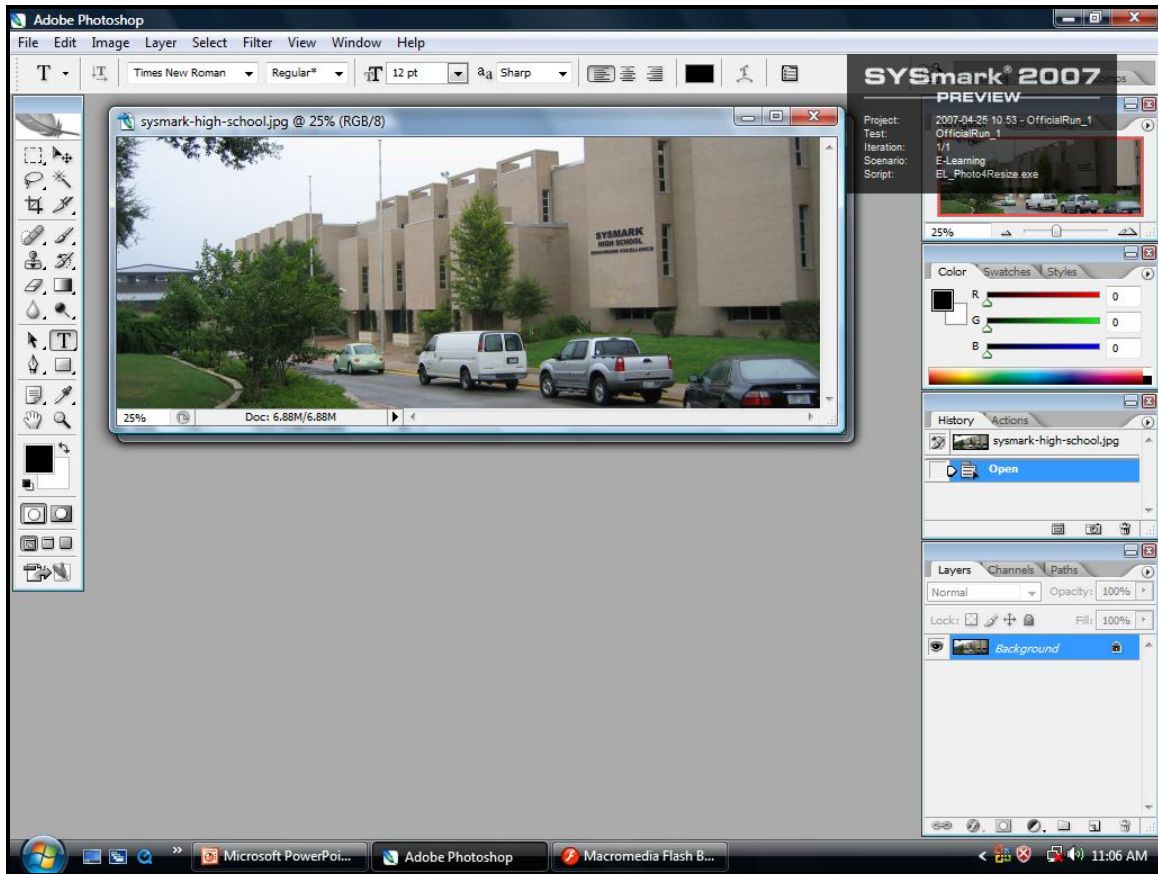 Adobe Photoshop
File Edit Image Layer Select Filter View Window Help
T Times New Roman Regular* T 12 pt aa Sharp
SYSmark® 2007
PREVIEW
Project: 2007-04-25 10.53 - OfficialRun_1
Test: OfficialRun_1
Iteration: 1/1
Scenario: E-Learning
Script: EL_Photo4Resize.exe
sysmark-high-school.jpg @ 25% (RGB/8)
SYSMARK
HIGH SCHOOL
25% Doc: 6.88M/6.88M
25%
Color Swatches Styles
R 0
G 0
B 0
History Actions
sysmark-high-school.jpg
Open
Layers Channels Paths
Normal Opacity: 100%
Lock: Fill: 100%
Background
Microsoft PowerPoi... Adobe Photoshop Macromedia Flash B... 11:06 AM